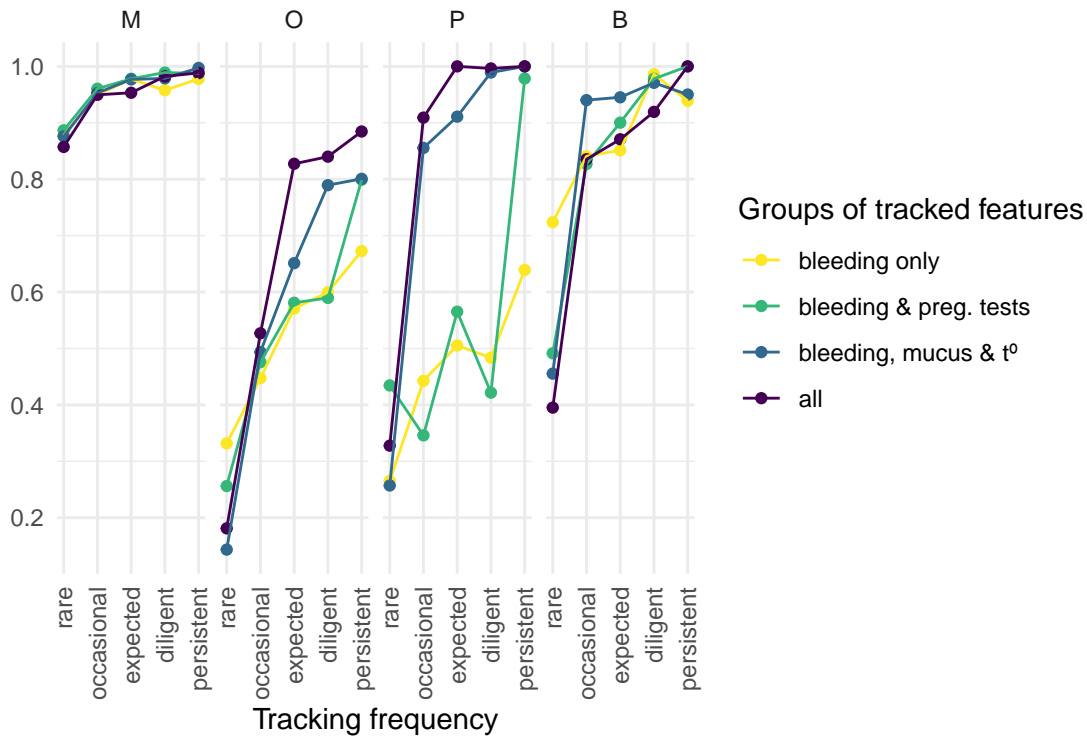 M O P B
1.0
0.8
0.6
0.4
0.2
rare occasional expected diligent persistent rare occasional expected diligent persistent rare occasional expected diligent persistent rare occasional expected diligent persistent
Tracking frequency
Groups of tracked features
bleeding only
bleeding & preg. tests
bleeding, mucus & tº
all